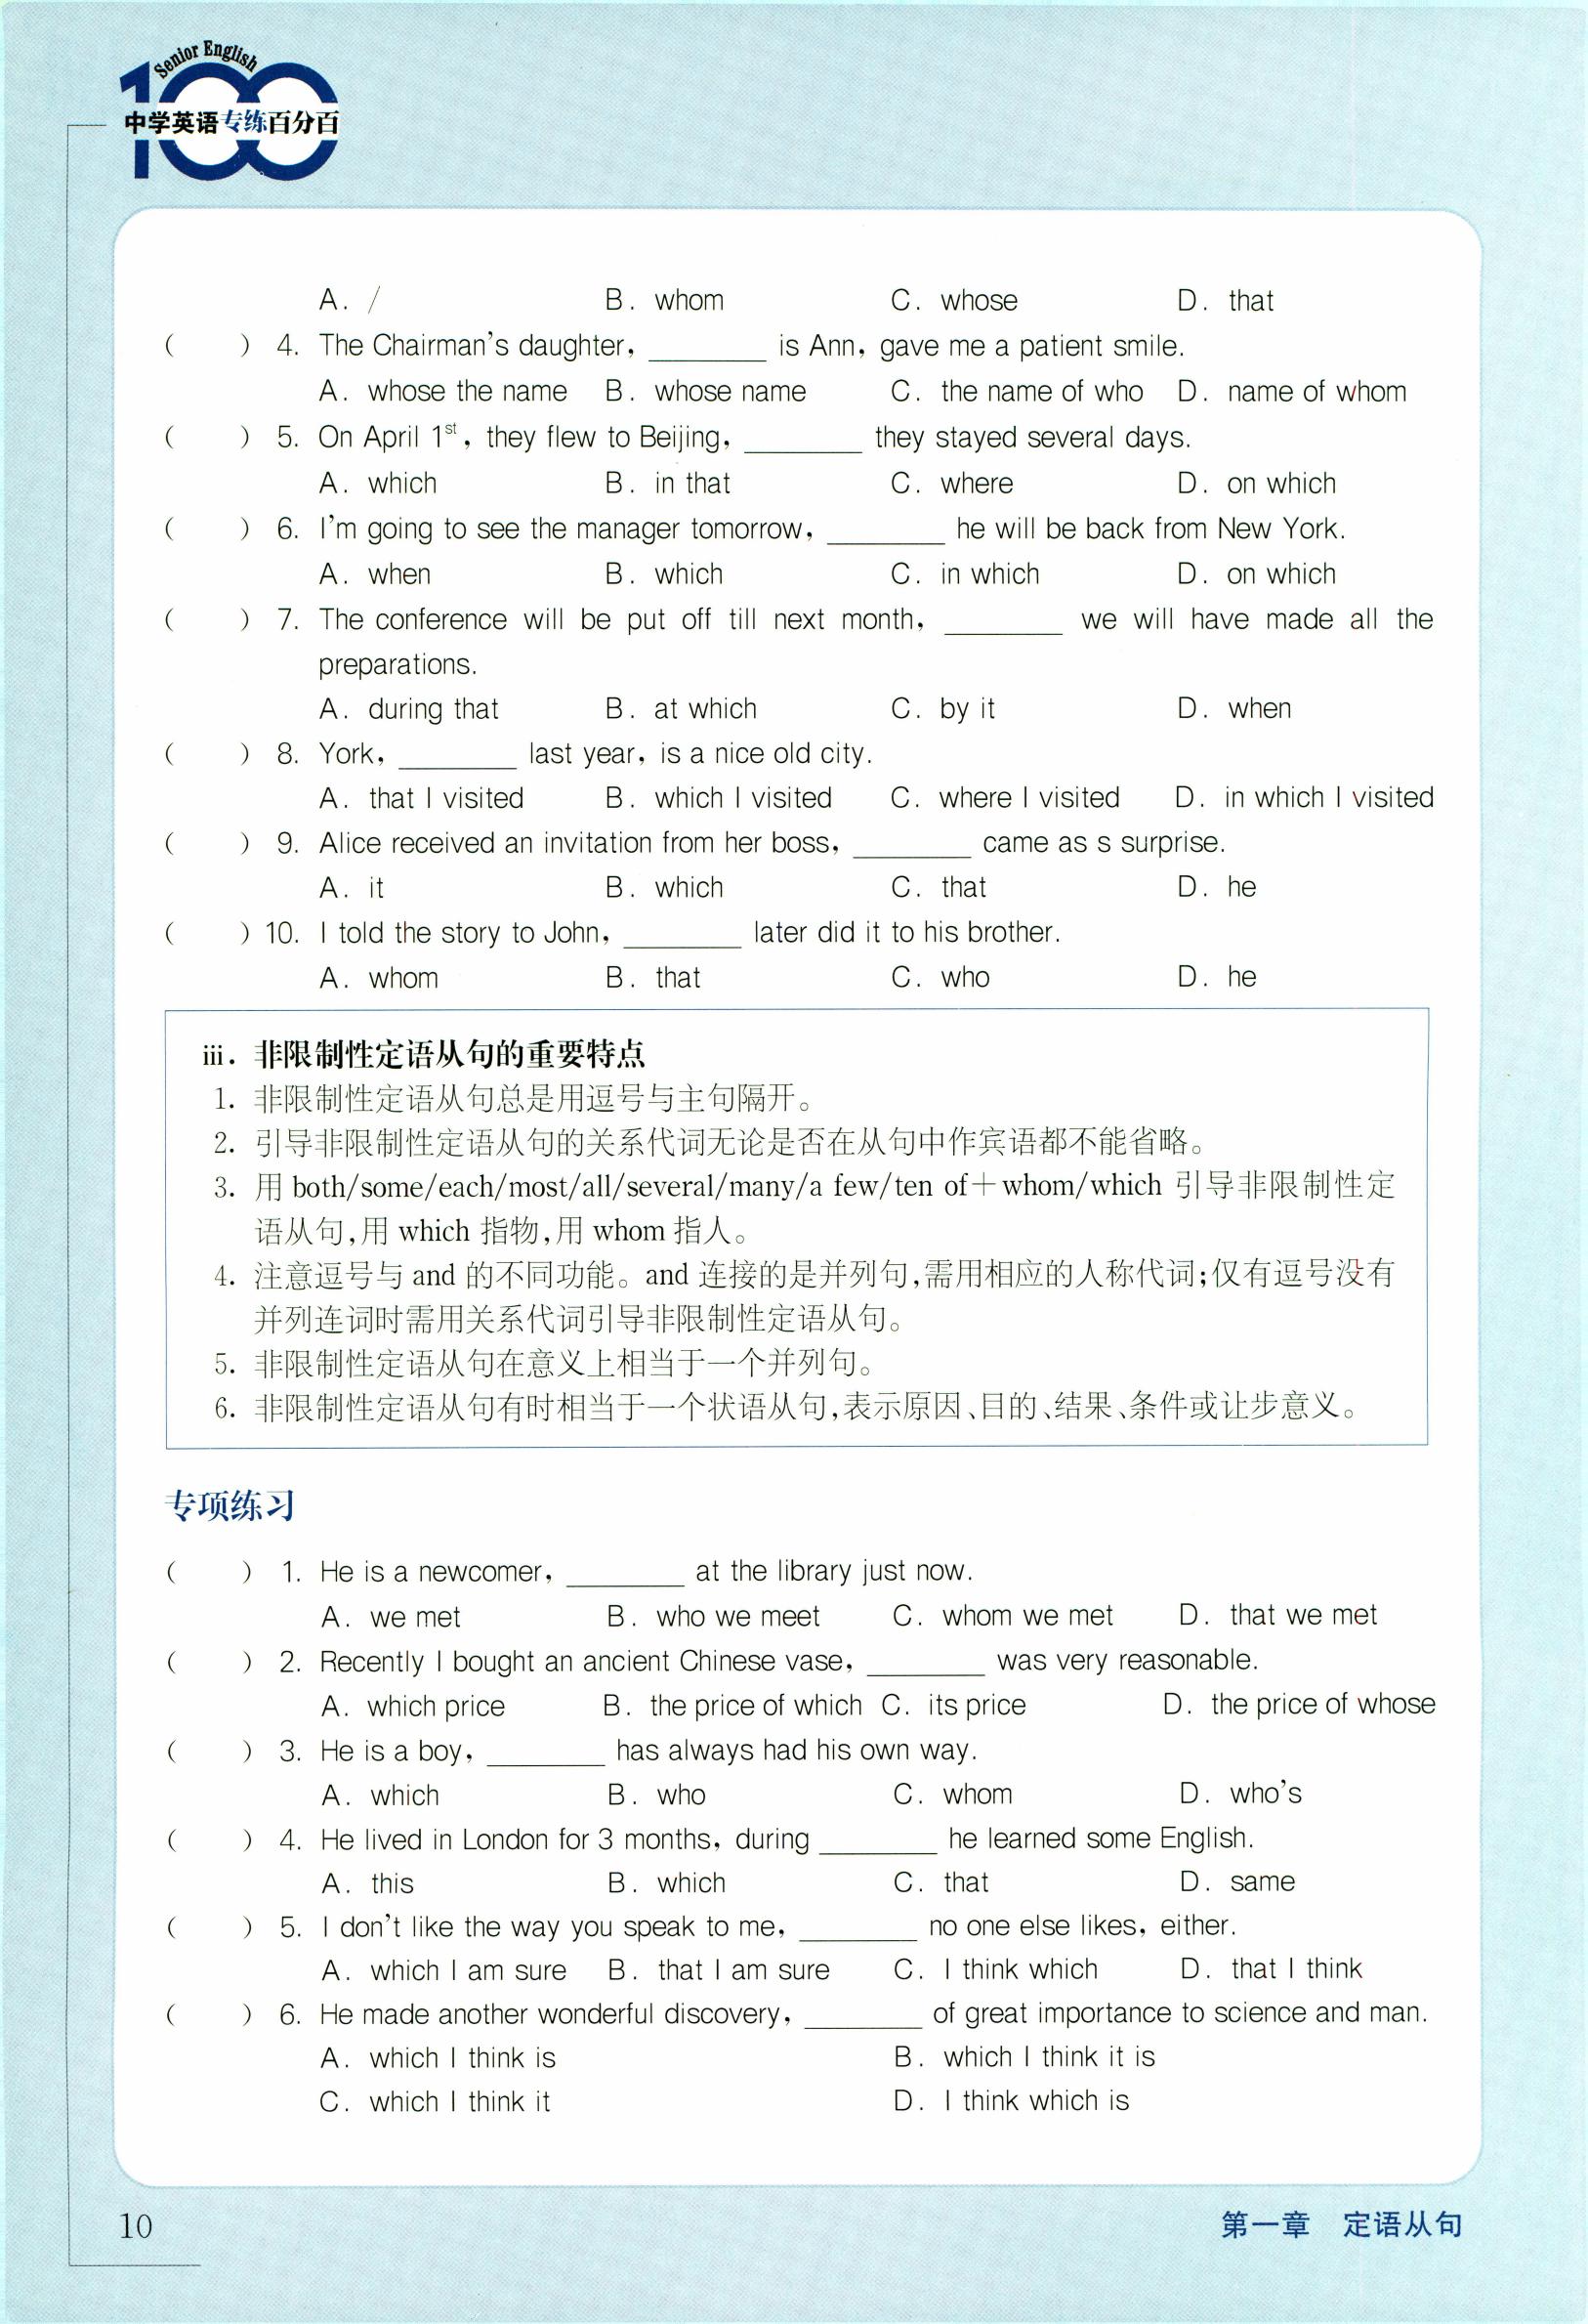 Senior English
100
中学英语专练百分百
A. / B. whom C. whose D. that
( ) 4. The Chairman's daughter, ________ is Ann, gave me a patient smile.
A. whose the name B. whose name C. the name of who D. name of whom
( ) 5. On April 1st, they flew to Beijing, ________ they stayed several days.
A. which B. in that C. where D. on which
( ) 6. I'm going to see the manager tomorrow, ________ he will be back from New York.
A. when B. which C. in which D. on which
( ) 7. The conference will be put off till next month, ________ we will have made all the
preparations.
A. during that B. at which C. by it D. when
( ) 8. York, ________ last year, is a nice old city.
A. that I visited B. which I visited C. where I visited D. in which I visited
( ) 9. Alice received an invitation from her boss, ________ came as s surprise.
A. it B. which C. that D. he
( ) 10. I told the story to John, ________ later did it to his brother.
A. whom B. that C. who D. he
iii. 非限制性定语从句的重要特点
1. 非限制性定语从句总是用逗号与主句隔开。
2. 引导非限制性定语从句的关系代词无论是否在从句中作宾语都不能省略。
3. 用 both/some/each/most/all/several/many/a few/ten of+whom/which 引导非限制性定
语从句,用 which 指物,用 whom 指人。
4. 注意逗号与 and 的不同功能。and 连接的是并列句,需用相应的人称代词;仅有逗号没有
并列连词时需用关系代词引导非限制性定语从句。
5. 非限制性定语从句在意义上相当于一个并列句。
6. 非限制性定语从句有时相当于一个状语从句,表示原因、目的、结果、条件或让步意义。
专项练习
( ) 1. He is a newcomer, ________ at the library just now.
A. we met B. who we meet C. whom we met D. that we met
( ) 2. Recently I bought an ancient Chinese vase, ________ was very reasonable.
A. which price B. the price of which C. its price D. the price of whose
( ) 3. He is a boy, ________ has always had his own way.
A. which B. who C. whom D. who's
( ) 4. He lived in London for 3 months, during ________ he learned some English.
A. this B. which C. that D. same
( ) 5. I don't like the way you speak to me, ________ no one else likes, either.
A. which I am sure B. that I am sure C. I think which D. that I think
( ) 6. He made another wonderful discovery, ________ of great importance to science and man.
A. which I think is B. which I think it is
C. which I think it D. I think which is
10 第一章 定语从句